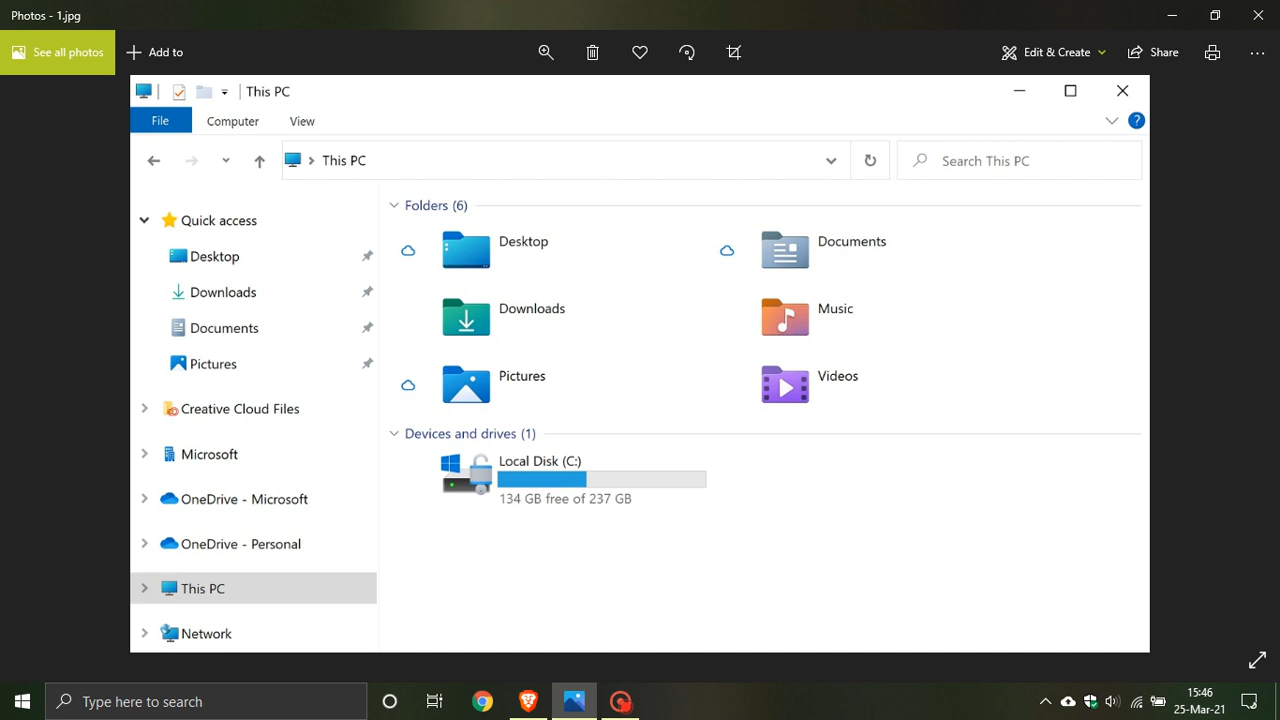 Photos - 1.jpg
See all photos
Add to
Edit & Create
Share
This PC
File
Computer
View
This PC
Search This PC
Quick access
Desktop
Downloads
Documents
Pictures
Creative Cloud Files
Microsoft
OneDrive - Microsoft
OneDrive - Personal
This PC
Network
Folders (6)
Desktop
Documents
Downloads
Music
Pictures
Videos
Devices and drives (1)
Local Disk (C:)
134 GB free of 237 GB
Type here to search
15:46
25-Mar-21